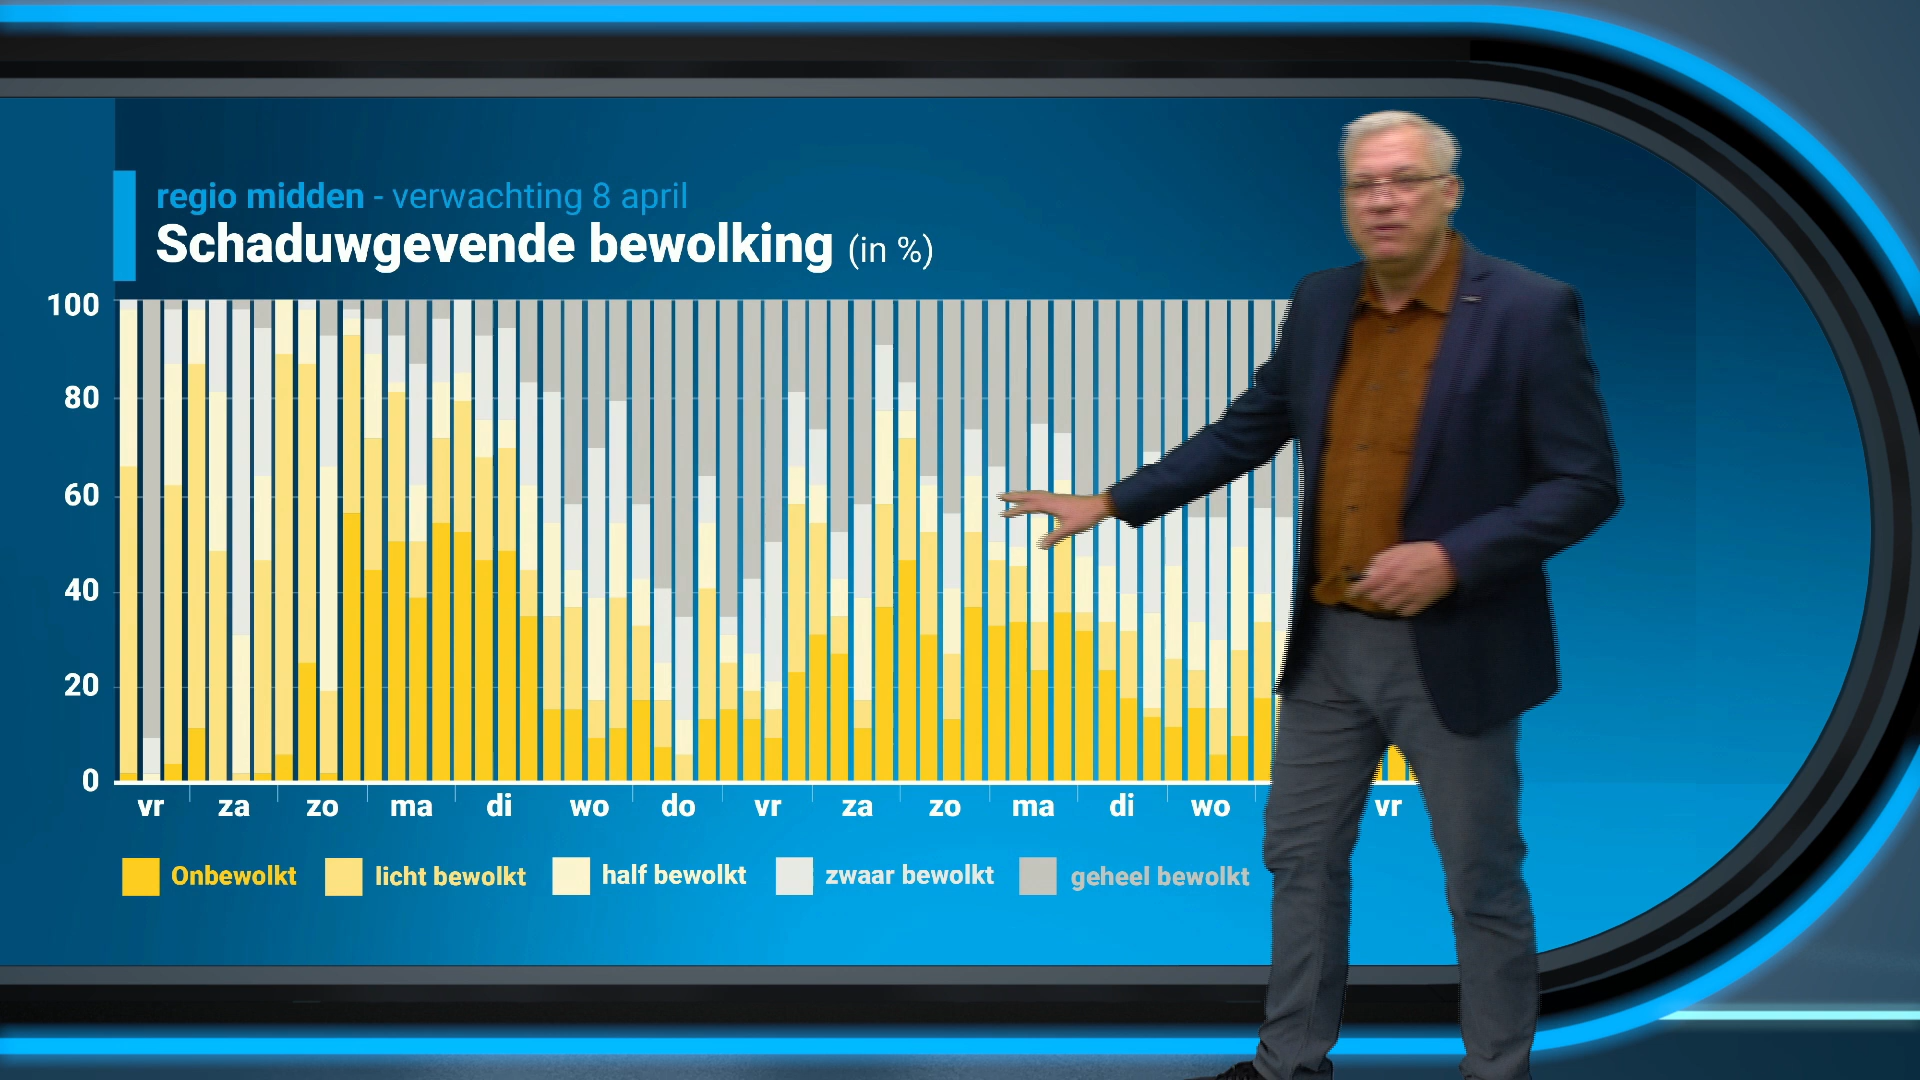 regio midden - verwachting 8 april
Schaduwgevende bewolking (in %)
100
80
60
40
20
0
vr za zo ma di wo do vr za zo ma di wo vr
Onbewolkt licht bewolkt half bewolkt zwaar bewolkt geheel bewolkt